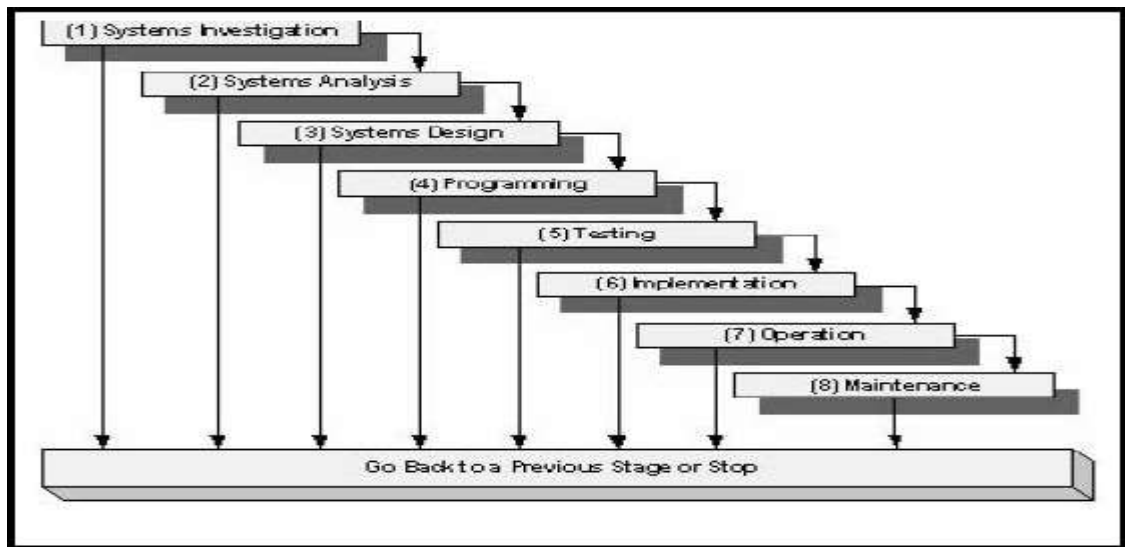 (1) Systems Investigation
(2) Systems Analysis
(3) Systems Design
(4) Programming
(5) Testing
(6) Implementation
(7) Operation
(8) Maintenance
Go Back to a Previous Stage or Stop